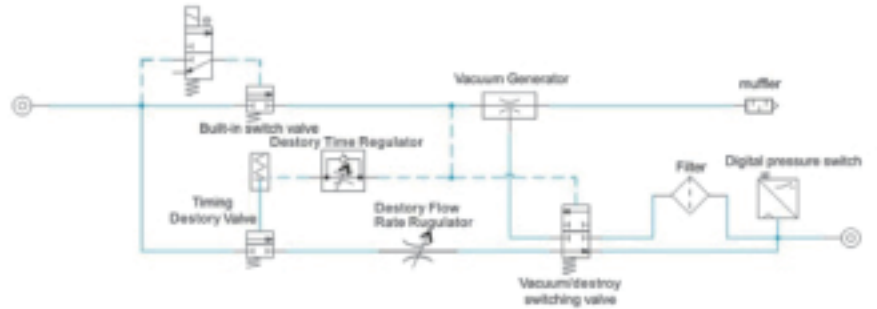 Vacuum Generator
muffler
Built-in switch valve
Destory Time Regulator
Filter
Digital pressure switch
Timing
Destory Valve
Destory Flow
Rate Rugulator
Vacuum/destroy
switching valve